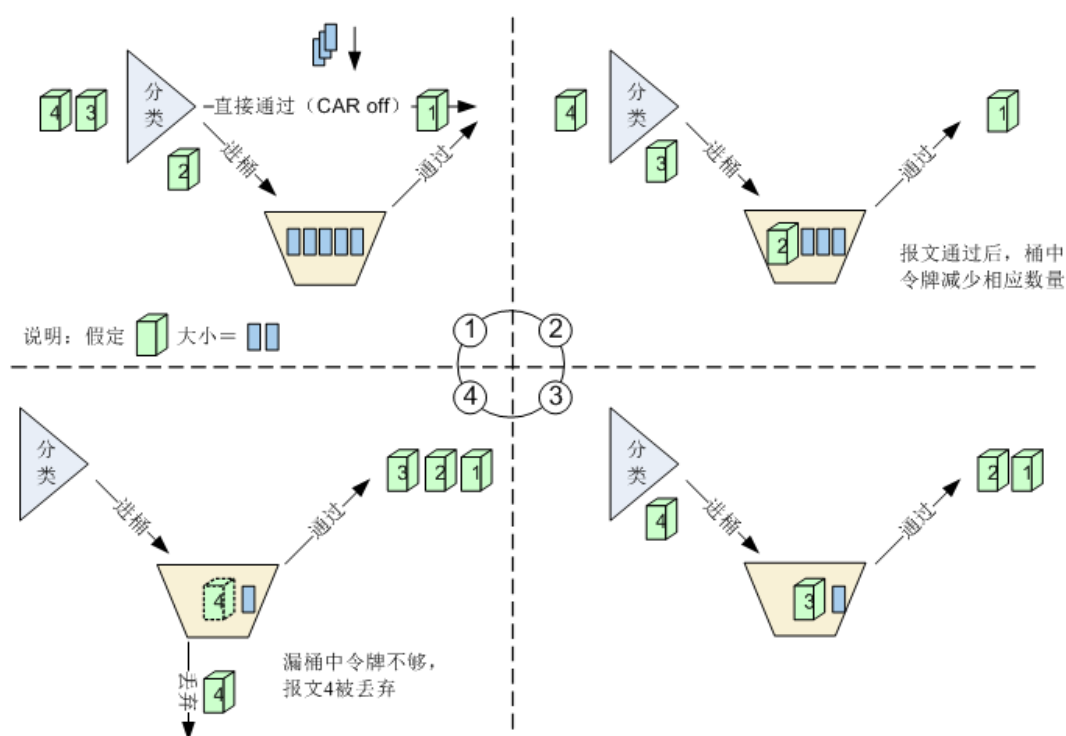 4
3
分
类
直接通过（CAR off）
1
2
进桶
通过
说明：假定
大小＝
4
分
类
3
进桶
2
通过
1
报文通过后，桶中
令牌减少相应数量
1
2
4
3
分
类
进桶
通过
3
2
1
4
丢弃
4
漏桶中令牌不够，
报文4被丢弃
分
类
4
进桶
3
通过
2
1